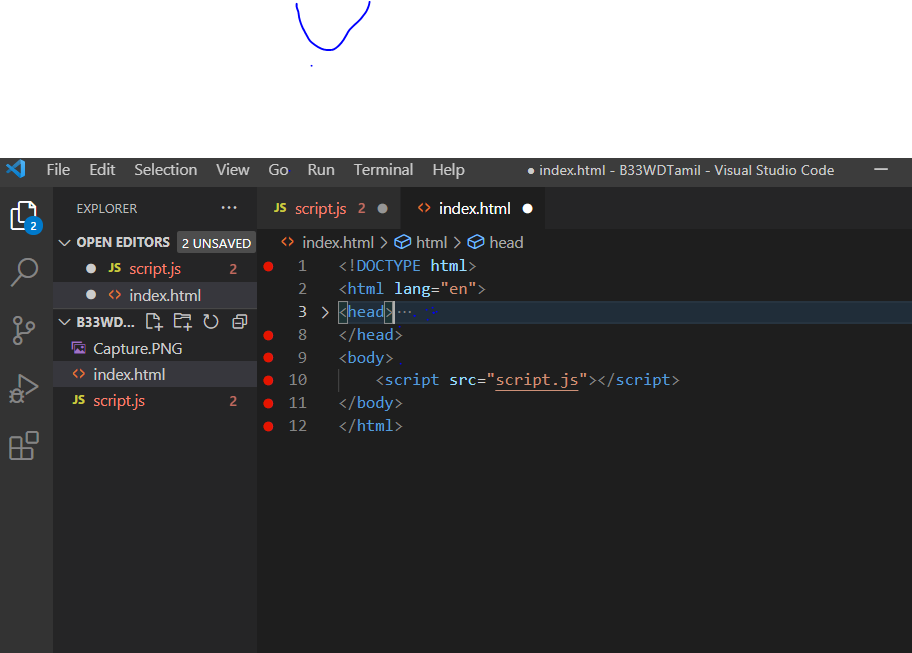 File Edit Selection View Go Run Terminal Help ● index.html - B33WDTamil - Visual Studio Code
2 EXPLORER ··· JS script.js 2 ● <> index.html ●
OPEN EDITORS 2 UNSAVED index.html > html > head
● JS script.js 2
● <> index.html
B33WD...
Capture.PNG
<> index.html
JS script.js 2
1 <!DOCTYPE html>
2 <html lang="en">
3 <head>···
8 </head>
9 <body>
10 <script src="script.js"></script>
11 </body>
12 </html>